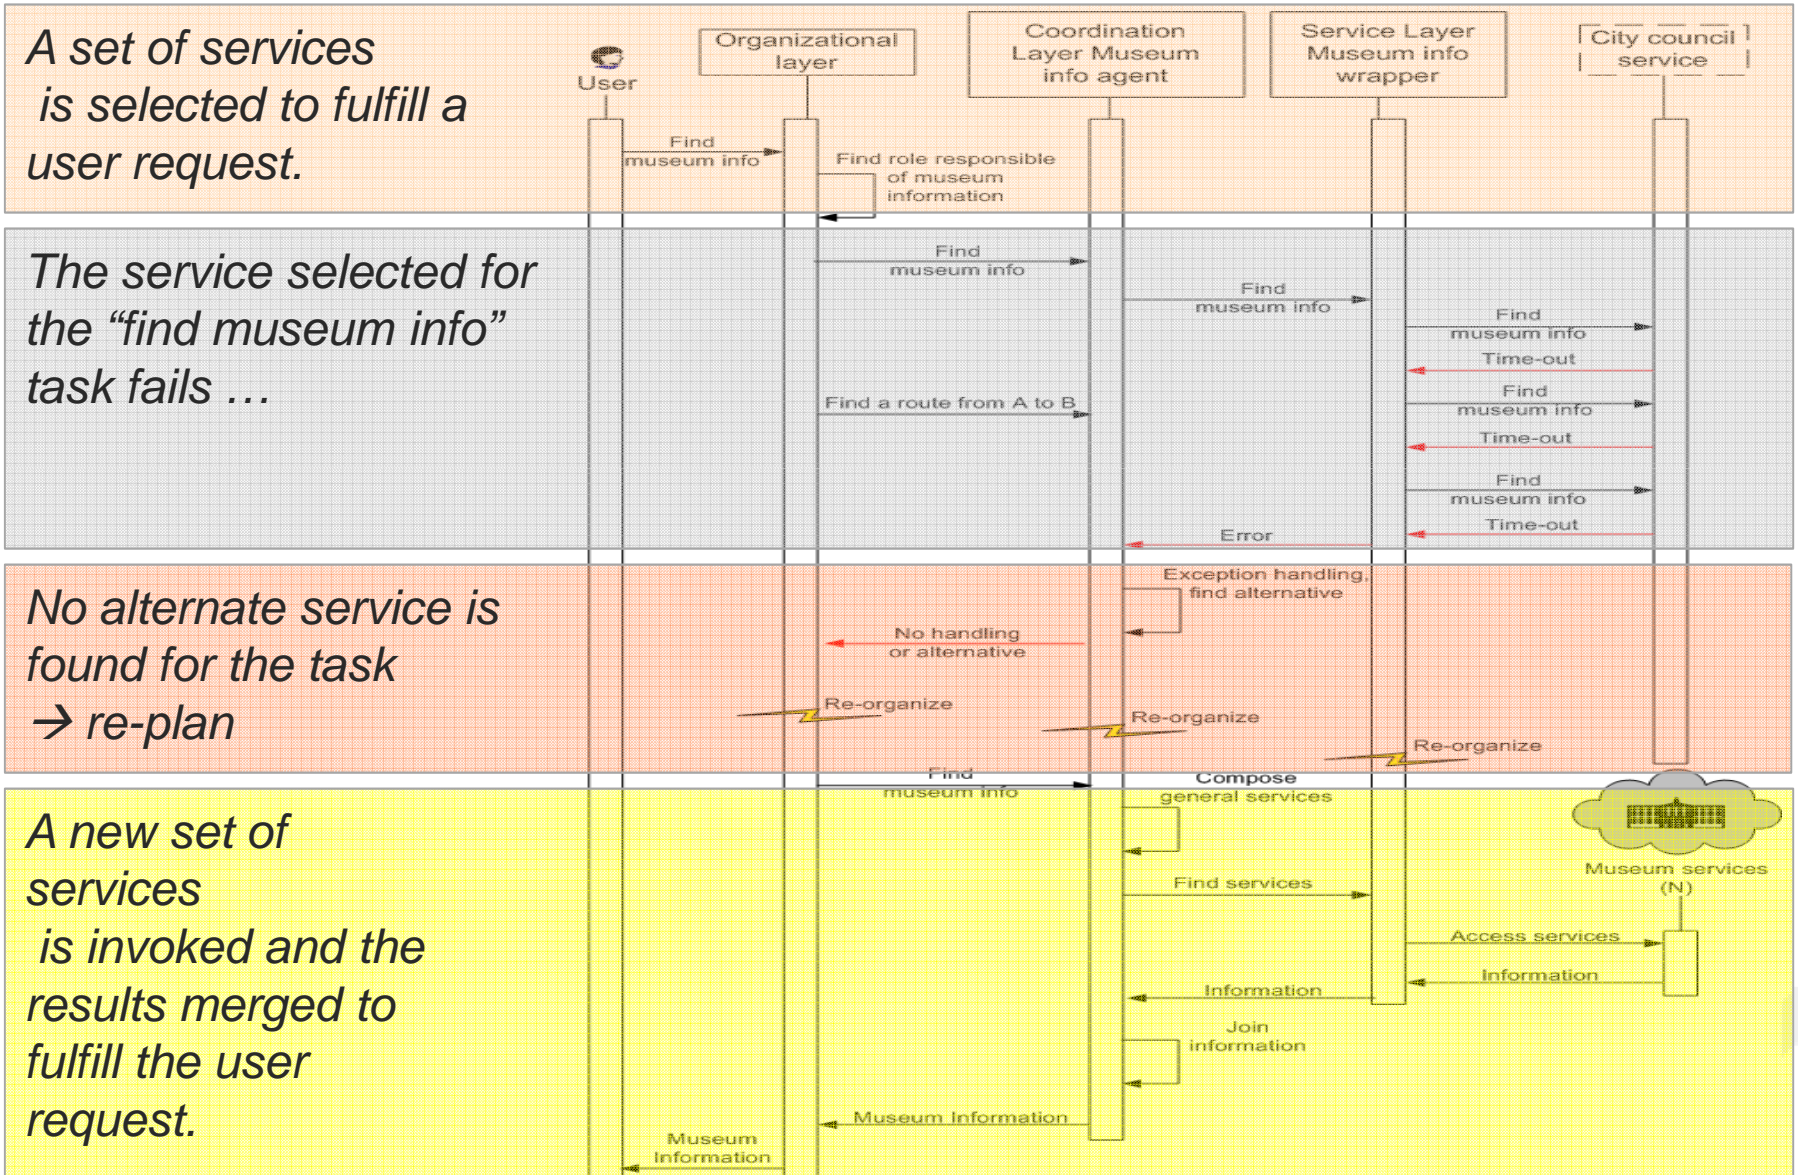 A set of services
is selected to fulfill a
user request.
User
Organizational
layer
Coordination
Layer Museum
info agent
Service Layer
Museum info
wrapper
City council
service
Find
museum info
Find role responsible
of museum
information
The service selected for
the “find museum info”
task fails …
Find
museum info
Find
museum info
Find
museum info
Time-out
Find a route from A to B
Find
museum info
Time-out
Find
museum info
Time-out
Error
No alternate service is
found for the task
→ re-plan
Exception handling,
find alternative
No handling
or alternative
Re-organize
Re-organize
Re-organize
Find
museum info
Compose
general services
A new set of
services
is invoked and the
results merged to
fulfill the user
request.
Museum services
(N)
Find services
Access services
Information
Information
Join
information
Museum Information
Museum
Information